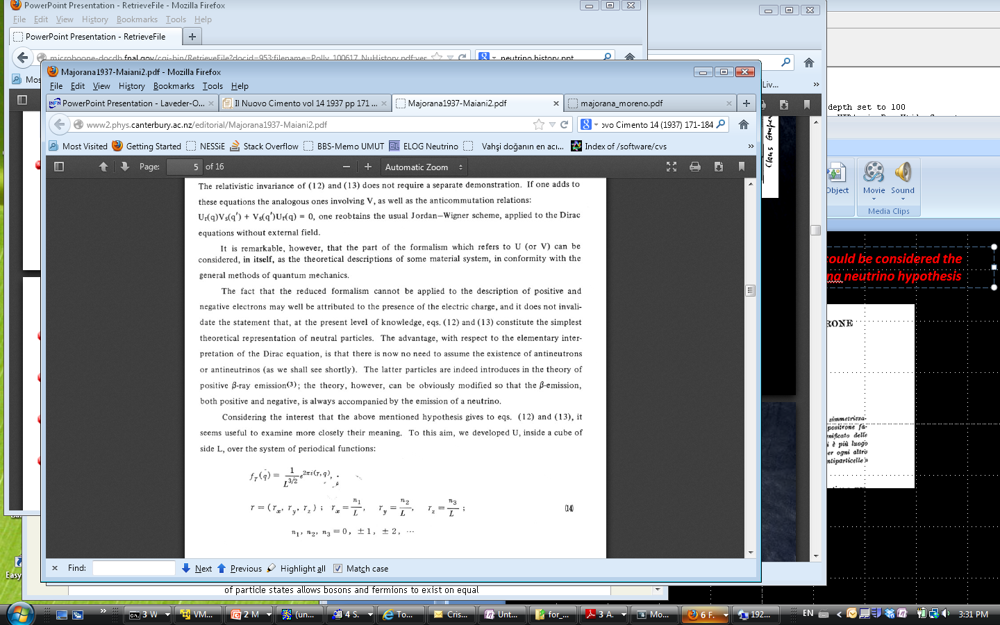 PowerPoint Presentation - RetrieveFile - Mozilla Firefox
File Edit View History Bookmarks Tools Help
PowerPoint Presentation - RetrieveFile
microboone-docdb.fnal.gov/cgi-bin/RetrieveFile?docid=953;filename=Polly_100617_NuHistory.pdf;ver
neutrino history ppt
Mos
Liv...
»
depth set to 100
Claus Grupen
Majorana1937-Maiani2.pdf - Mozilla Firefox
File Edit View History Bookmarks Tools Help
PowerPoint Presentation - Laveder-O...
Il Nuovo Cimento vol 14 1937 pp 171 ...
Majorana1937-Maiani2.pdf
majorana_moreno.pdf
www2.phys.canterbury.ac.nz/editorial/Majorana1937-Maiani2.pdf
ovo Cimento 14 (1937) 171-184
Most Visited Getting Started NESSiE Stack Overflow BBS-Memo UMUT ELOG Neutrino Vahşi doğanın en acı... Index of /software/cvs »
Page: 5 of 16
Automatic Zoom
The relativistic invariance of (12) and (13) does not require a separate demonstration. If one adds to
these equations the analogous ones involving V, as well as the anticommutation relations:
Ur(q)Vs(q′) + Vs(q′)Ur(q) = 0, one reobtains the usual Jordan–Wigner scheme, applied to the Dirac
equations without external field.
It is remarkable, however, that the part of the formalism which refers to U (or V) can be
considered, in itself, as the theoretical descriptions of some material system, in conformity with the
general methods of quantum mechanics.
The fact that the reduced formalism cannot be applied to the description of positive and
negative electrons may well be attributed to the presence of the electric charge, and it does not invali-
date the statement that, at the present level of knowledge, eqs. (12) and (13) constitute the simplest
theoretical representation of neutral particles. The advantage, with respect to the elementary inter-
pretation of the Dirac equation, is that there is now no need to assume the existence of antineutrons
or antineutrinos (as we shall see shortly). The latter particles are indeed introduces in the theory of
positive β-ray emission(3); the theory, however, can be obviously modified so that the β-emission,
both positive and negative, is always accompanied by the emission of a neutrino.
Considering the interest that the above mentioned hypothesis gives to eqs. (12) and (13), it
seems useful to examine more closely their meaning. To this aim, we developed U, inside a cube of
side L, over the system of periodical functions:
f_r(q) = 1/L^{3/2} e^{2πi(r,q)},
r = (r_x, r_y, r_z) ; r_x = n_1/L, r_y = n_2/L, r_z = n_3/L ; (14)
n_1, n_2, n_3 = 0, ±1, ±2, ⋯
Find: Next Previous Highlight all Match case
of particle states allows bosons and fermions to exist on equal
Object
Movie Sound
Media Clips
could be considered the
na neutrino hypothesis
RONE
simmetrizza-
positrone fa-
nificato delle
i è più luogo
er ogni altro
ntiparticelle »
Easy
»
3 W VM... 2 M (un... 4 S. To... Cris... Unt... for_... 3 A. Mo... 6 F. 192... EN 3:31 PM